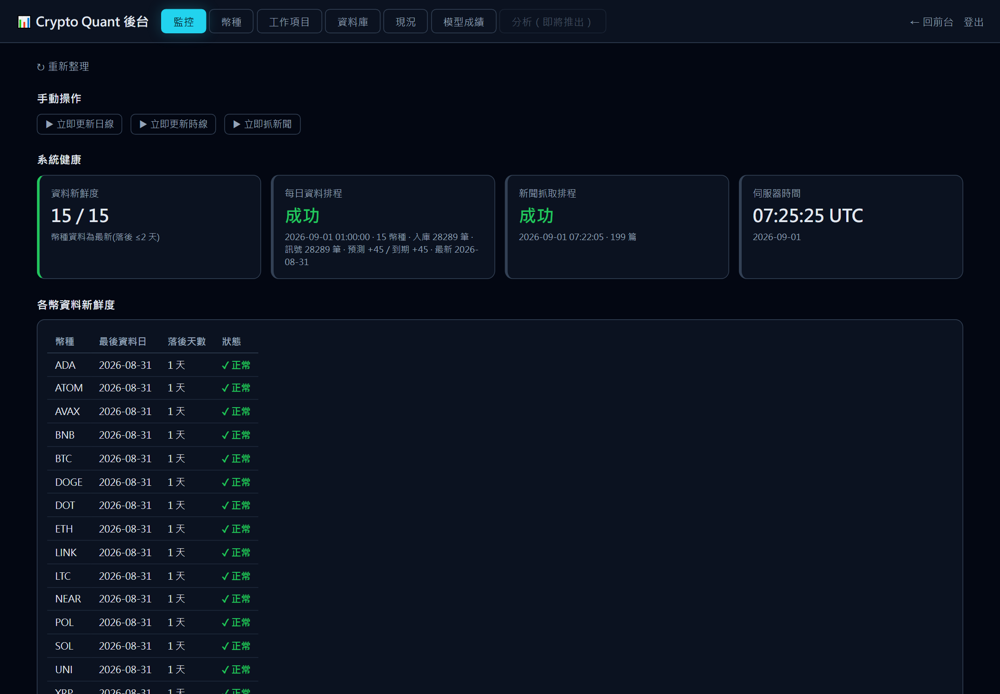 📊 Crypto Quant 後台 監控 幣種 工作項目 資料庫 現況 模型成績 分析（即將推出） ← 回前台 登出
↻ 重新整理
手動操作
▶ 立即更新日線 ▶ 立即更新時線 ▶ 立即抓新聞
系統健康
資料新鮮度
15 / 15
幣種資料為最新(落後 ≤2 天)
每日資料排程
成功
2026-09-01 01:00:00 · 15 幣種 · 入庫 28289 筆 ·
訊號 28289 筆 · 預測 +45 / 到期 +45 · 最新 2026-
08-31
新聞抓取排程
成功
2026-09-01 07:22:05 · 199 篇
伺服器時間
07:25:25 UTC
2026-09-01
各幣資料新鮮度
幣種 最後資料日 落後天數 狀態
ADA 2026-08-31 1 天 ✓ 正常
ATOM 2026-08-31 1 天 ✓ 正常
AVAX 2026-08-31 1 天 ✓ 正常
BNB 2026-08-31 1 天 ✓ 正常
BTC 2026-08-31 1 天 ✓ 正常
DOGE 2026-08-31 1 天 ✓ 正常
DOT 2026-08-31 1 天 ✓ 正常
ETH 2026-08-31 1 天 ✓ 正常
LINK 2026-08-31 1 天 ✓ 正常
LTC 2026-08-31 1 天 ✓ 正常
NEAR 2026-08-31 1 天 ✓ 正常
POL 2026-08-31 1 天 ✓ 正常
SOL 2026-08-31 1 天 ✓ 正常
UNI 2026-08-31 1 天 ✓ 正常
XRP 2026-08-31 1 天 ✓ 正常